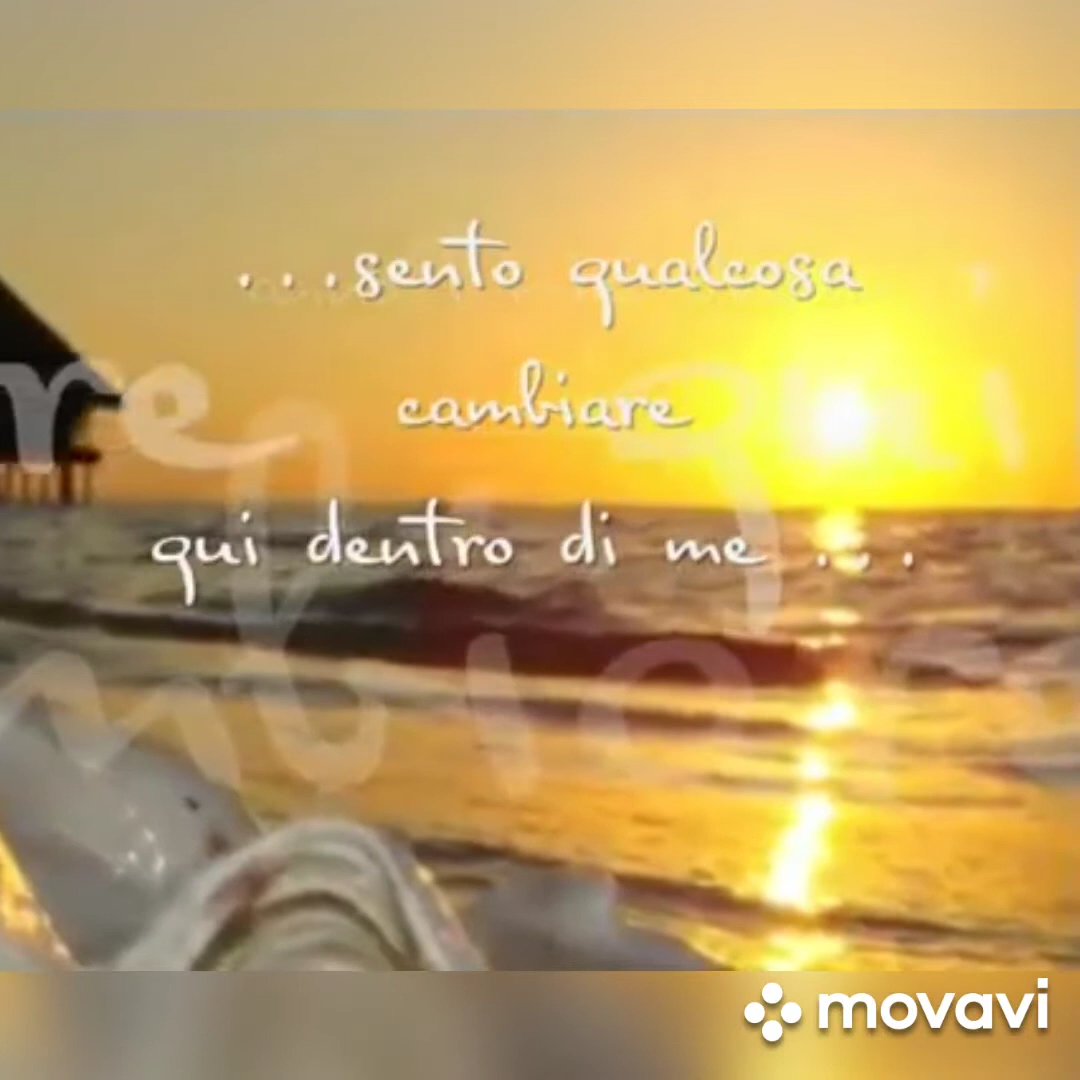 ...sento qualcosa
cambiare
qui dentro di me ...
movavi